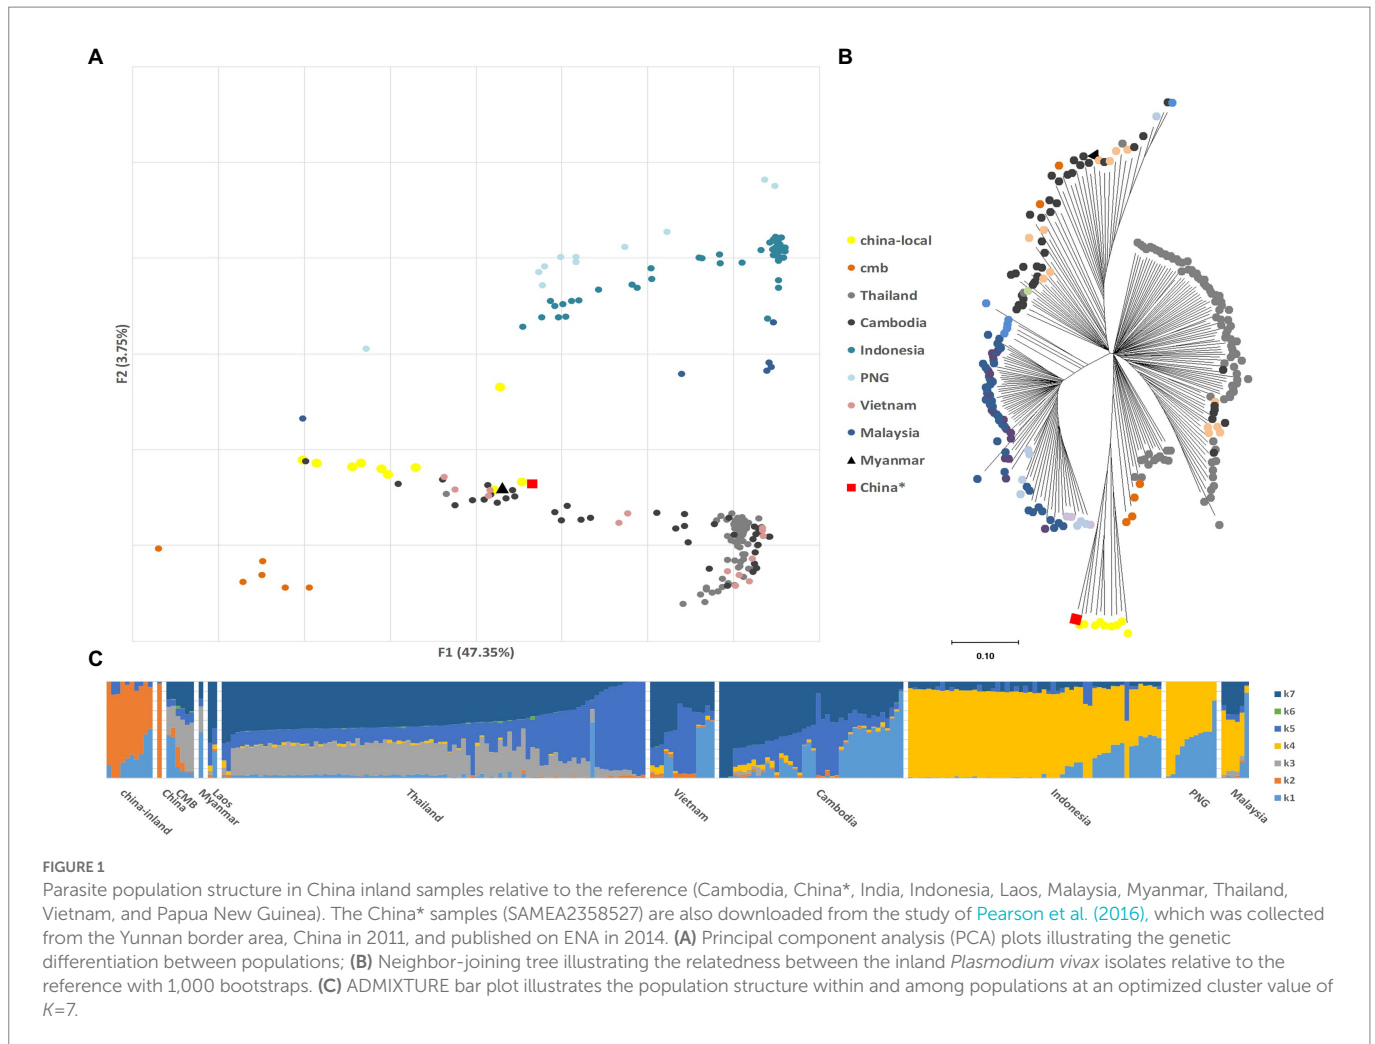 A
B
F2 (3.75%)
F1 (47.35%)
china-local
cmb
Thailand
Cambodia
Indonesia
PNG
Vietnam
Malaysia
Myanmar
China*
0.10
C
k7
k6
k5
k4
k3
k2
k1
china-inland
China
CMB
Myanmar
Laos
Thailand
Vietnam
Cambodia
Indonesia
PNG
Malaysia
FIGURE 1
Parasite population structure in China inland samples relative to the reference (Cambodia, China*, India, Indonesia, Laos, Malaysia, Myanmar, Thailand,
Vietnam, and Papua New Guinea). The China* samples (SAMEA2358527) are also downloaded from the study of Pearson et al. (2016), which was collected
from the Yunnan border area, China in 2011, and published on ENA in 2014. (A) Principal component analysis (PCA) plots illustrating the genetic
differentiation between populations; (B) Neighbor-joining tree illustrating the relatedness between the inland Plasmodium vivax isolates relative to the
reference with 1,000 bootstraps. (C) ADMIXTURE bar plot illustrates the population structure within and among populations at an optimized cluster value of
K=7.